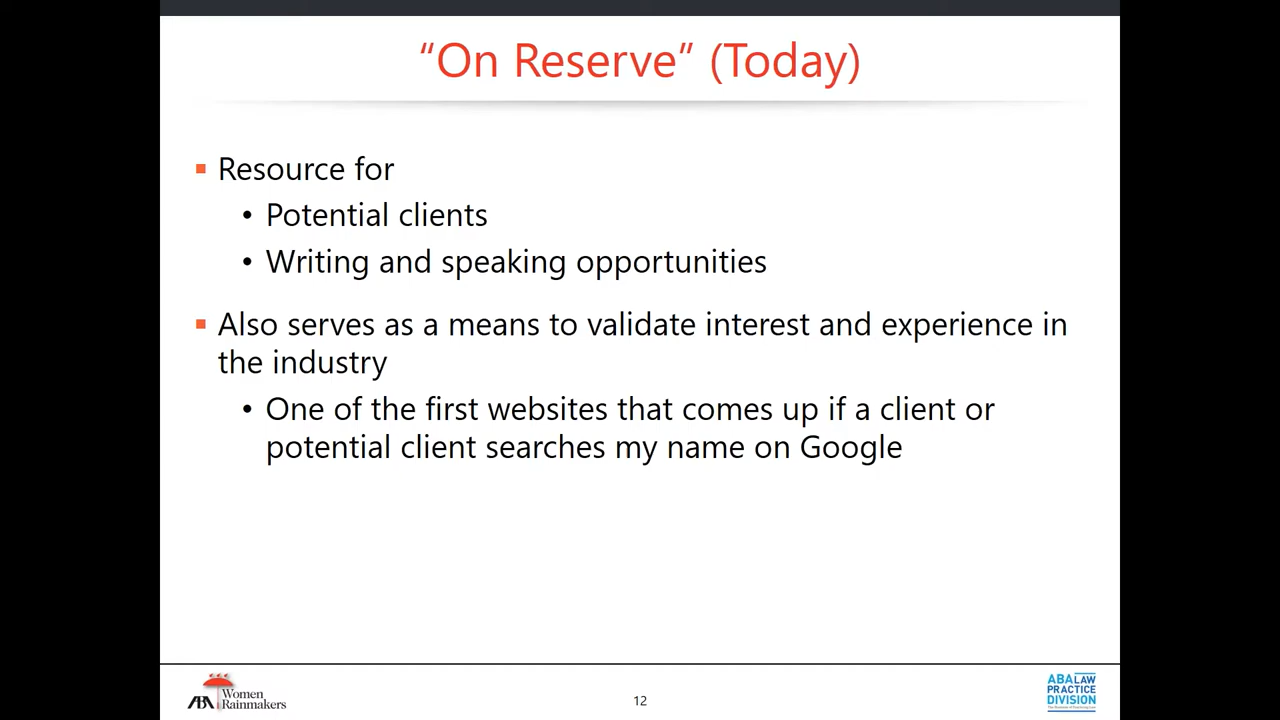 “On Reserve” (Today)
Resource for
Potential clients
Writing and speaking opportunities
Also serves as a means to validate interest and experience in
the industry
One of the first websites that comes up if a client or
potential client searches my name on Google
ABA Women
Rainmakers
12
ABA LAW
PRACTICE
DIVISION